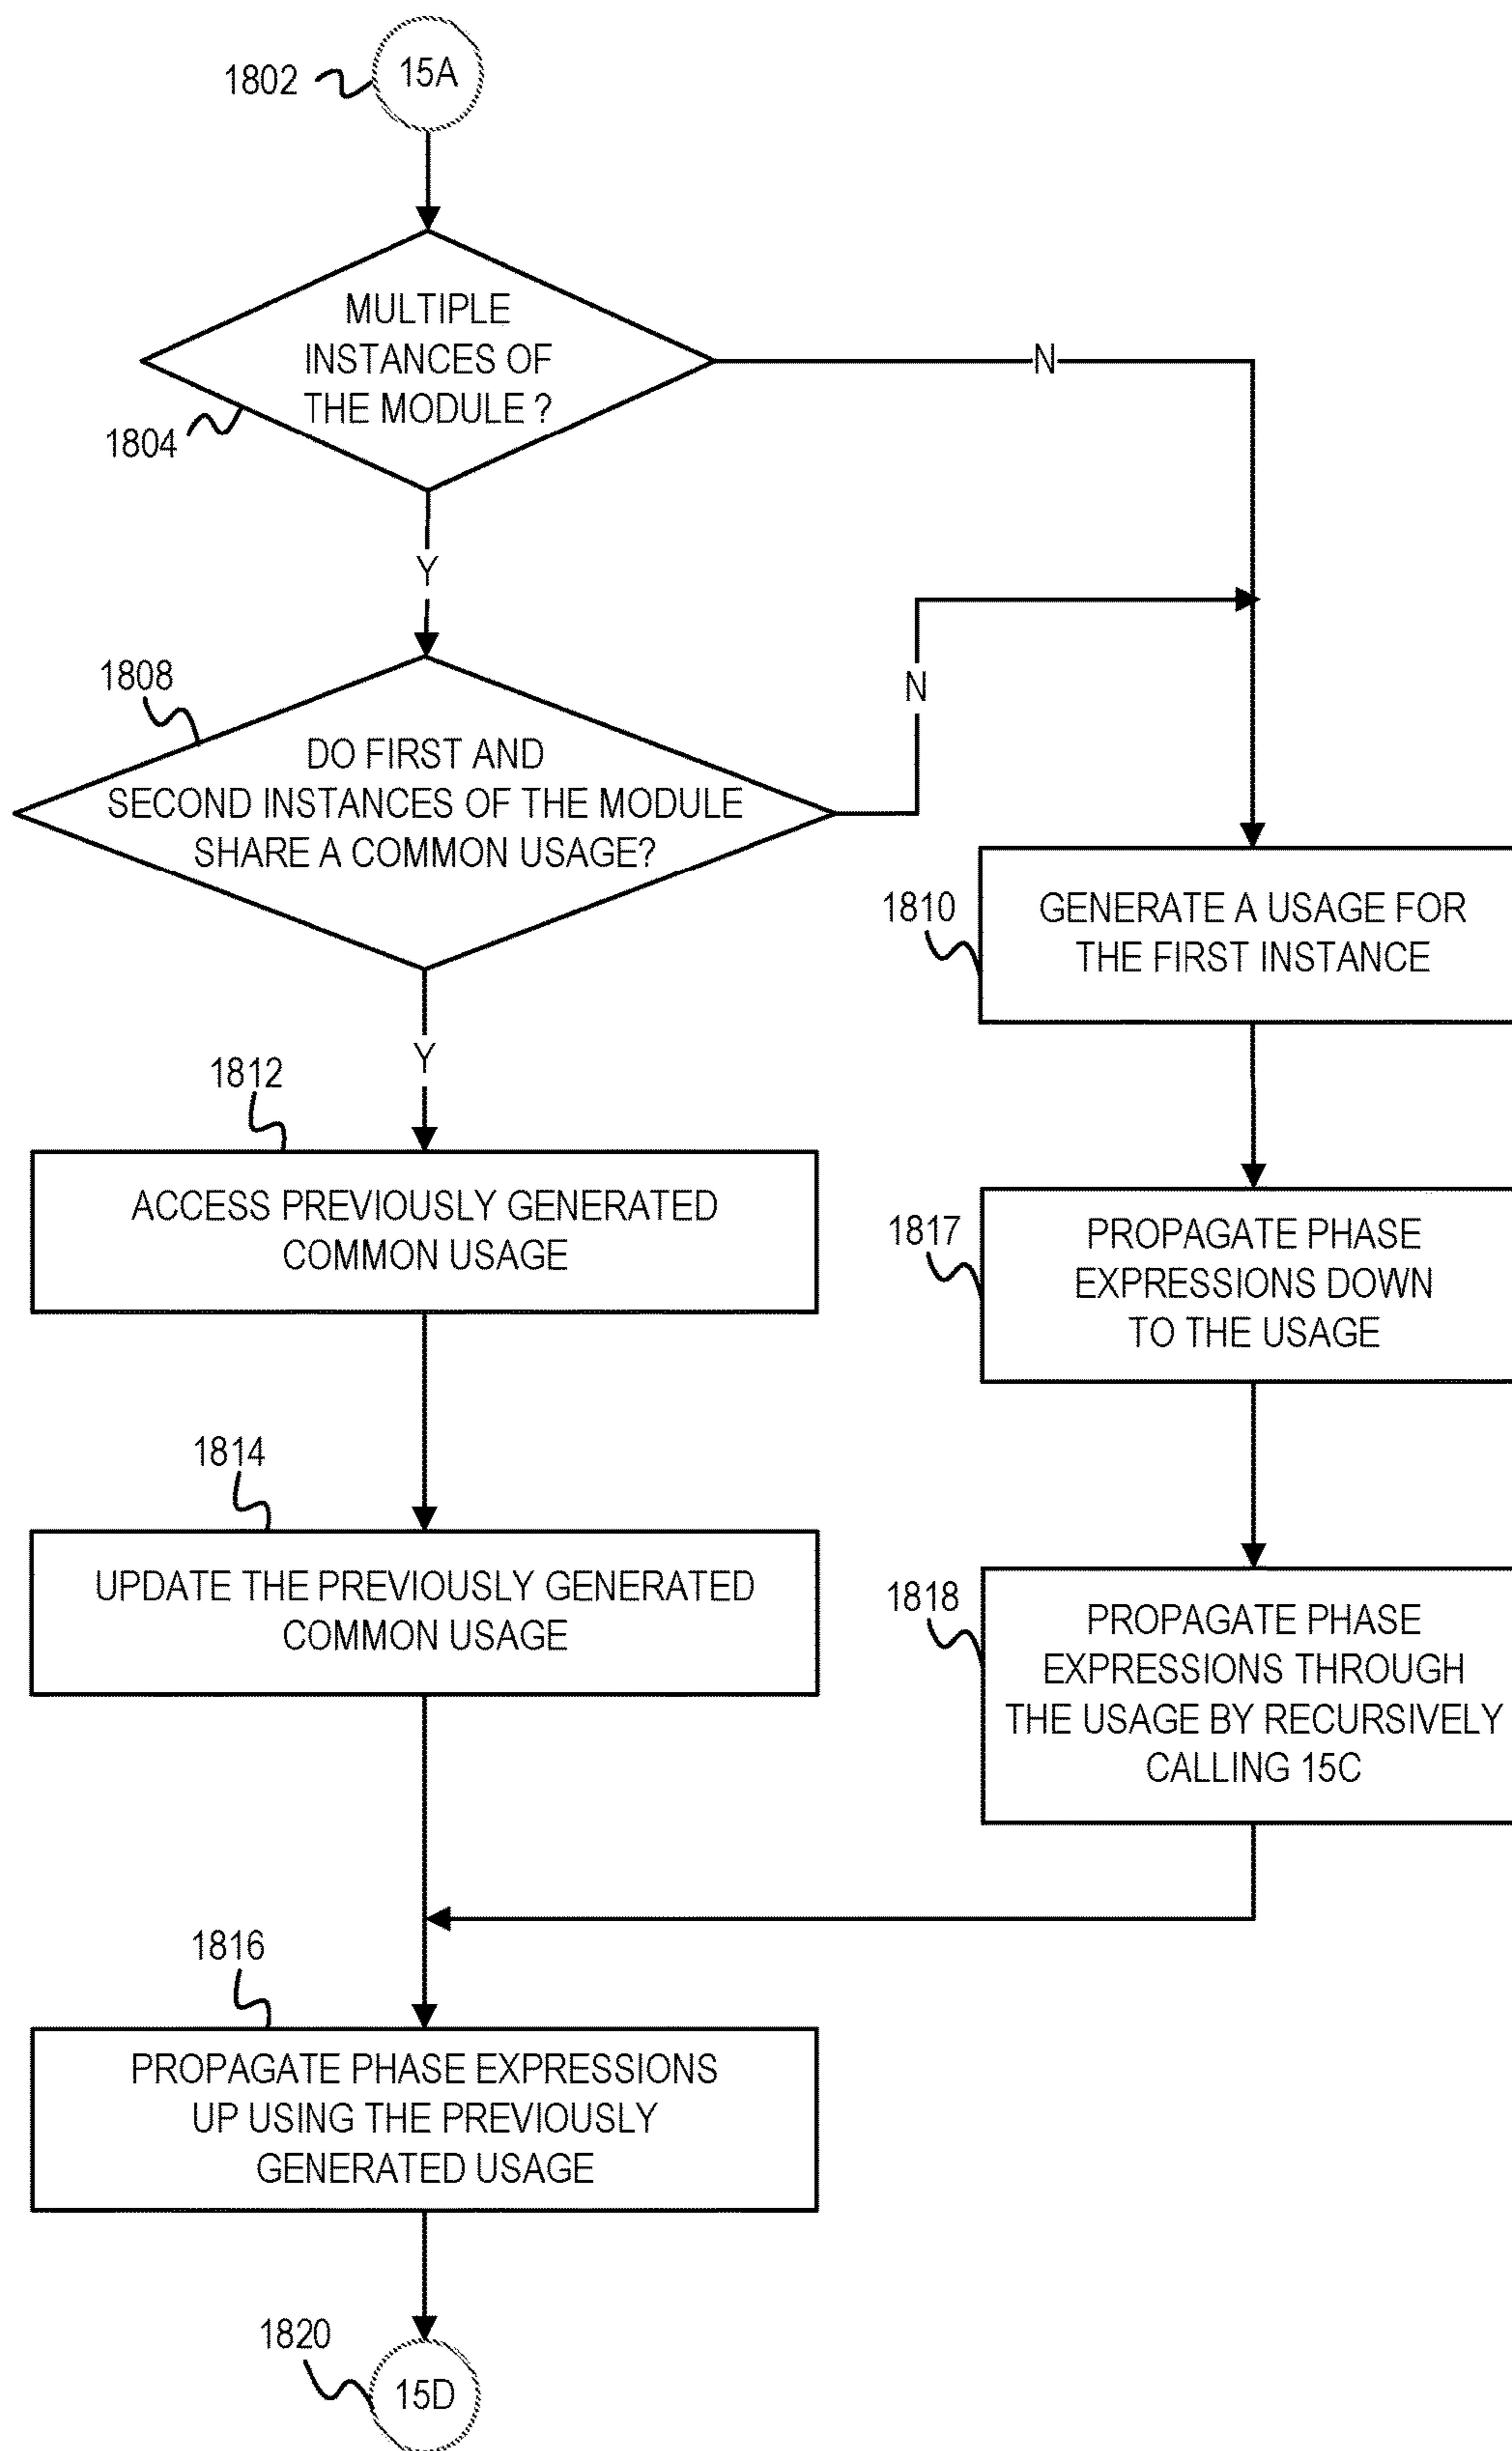 1802
15A
MULTIPLE
INSTANCES OF
THE MODULE ?
1804
N
Y
1808
DO FIRST AND
SECOND INSTANCES OF THE MODULE
SHARE A COMMON USAGE?
N
Y
1810
GENERATE A USAGE FOR
THE FIRST INSTANCE
1812
ACCESS PREVIOUSLY GENERATED
COMMON USAGE
1817
PROPAGATE PHASE
EXPRESSIONS DOWN
TO THE USAGE
1814
UPDATE THE PREVIOUSLY GENERATED
COMMON USAGE
1818
PROPAGATE PHASE
EXPRESSIONS THROUGH
THE USAGE BY RECURSIVELY
CALLING 15C
1816
PROPAGATE PHASE EXPRESSIONS
UP USING THE PREVIOUSLY
GENERATED USAGE
1820
15D